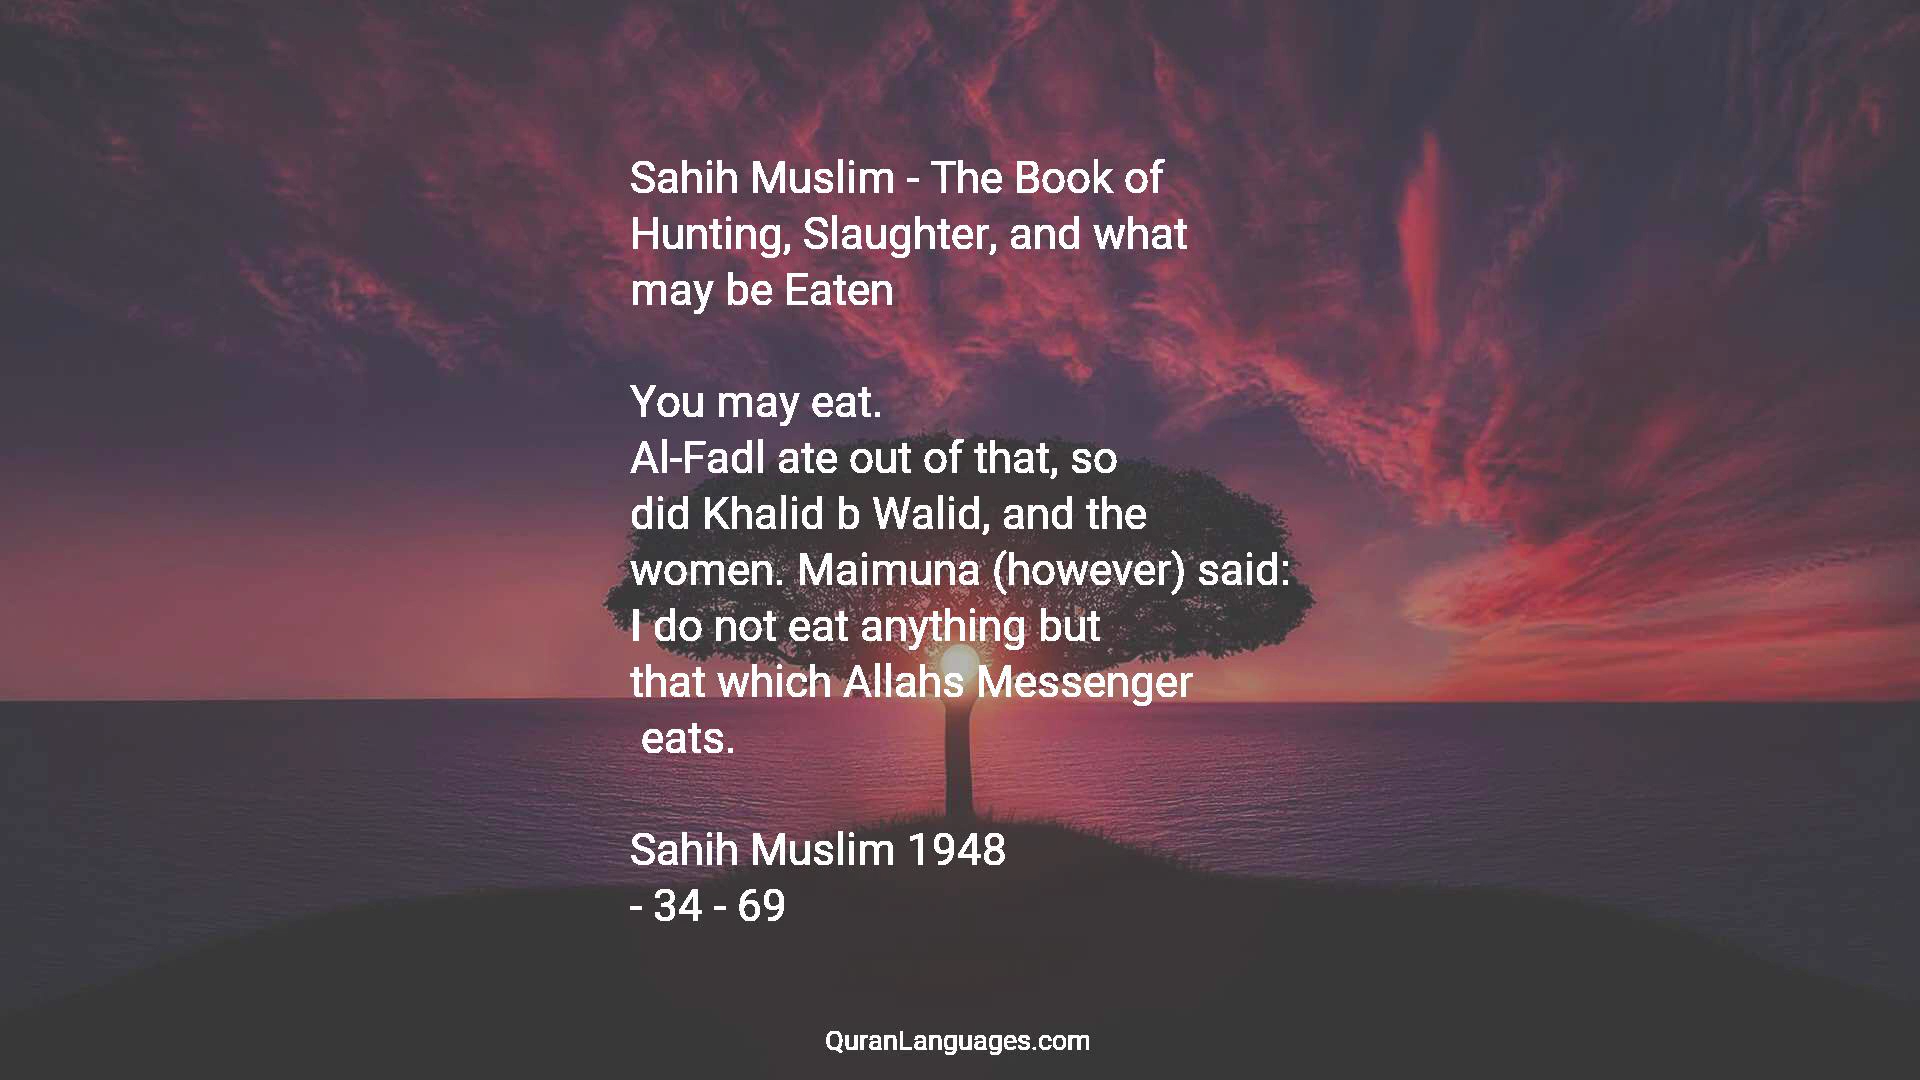 Sahih Muslim - The Book of
Hunting, Slaughter, and what
may be Eaten
You may eat.
Al-Fadl ate out of that, so
did Khalid b Walid, and the
women. Maimuna (however) said:
I do not eat anything but
that which Allahs Messenger
eats.
Sahih Muslim 1948
- 34 - 69
QuranLanguages.com